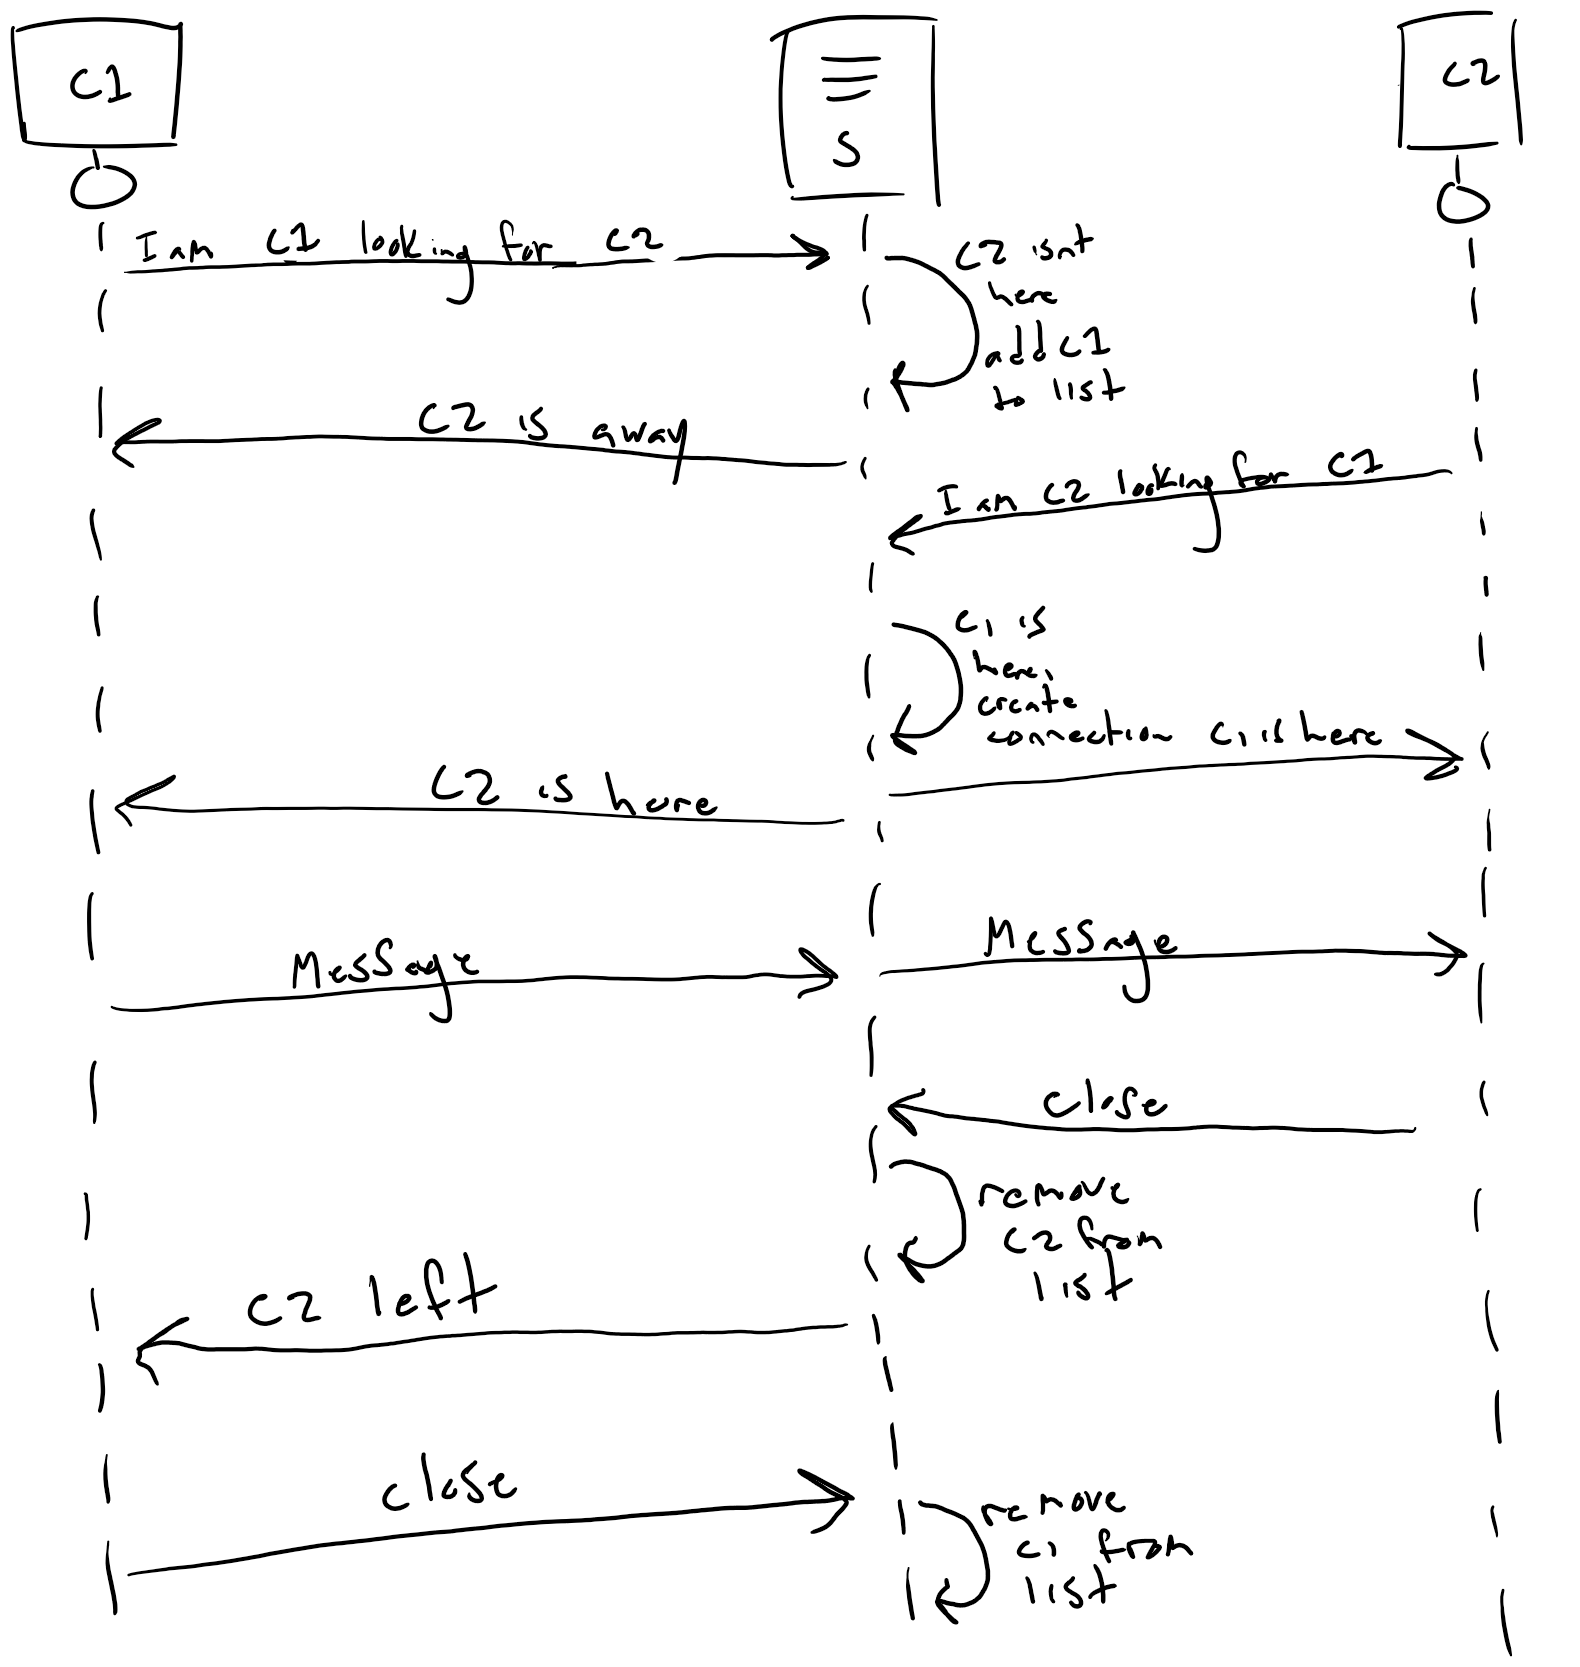 C1
S
C2
I am C1 looking for C2
C2 isnt
here
add C1
to list
C2 is away
I am C2 looking for C1
C1 is
here,
create
connection
C1 is here
C2 is here
Message
Message
close
remove
C2 from
list
C2 left
close
remove
C1 from
list